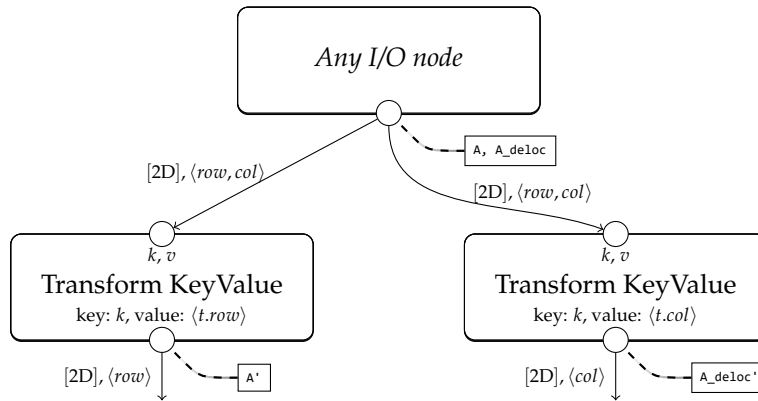 Any I/O node
A, A_deloc
[2D], ⟨row, col⟩
[2D], ⟨row, col⟩
k, v
Transform KeyValue
key: k, value: ⟨t.row⟩
k, v
Transform KeyValue
key: k, value: ⟨t.col⟩
[2D], ⟨row⟩
A'
[2D], ⟨col⟩
A_deloc'